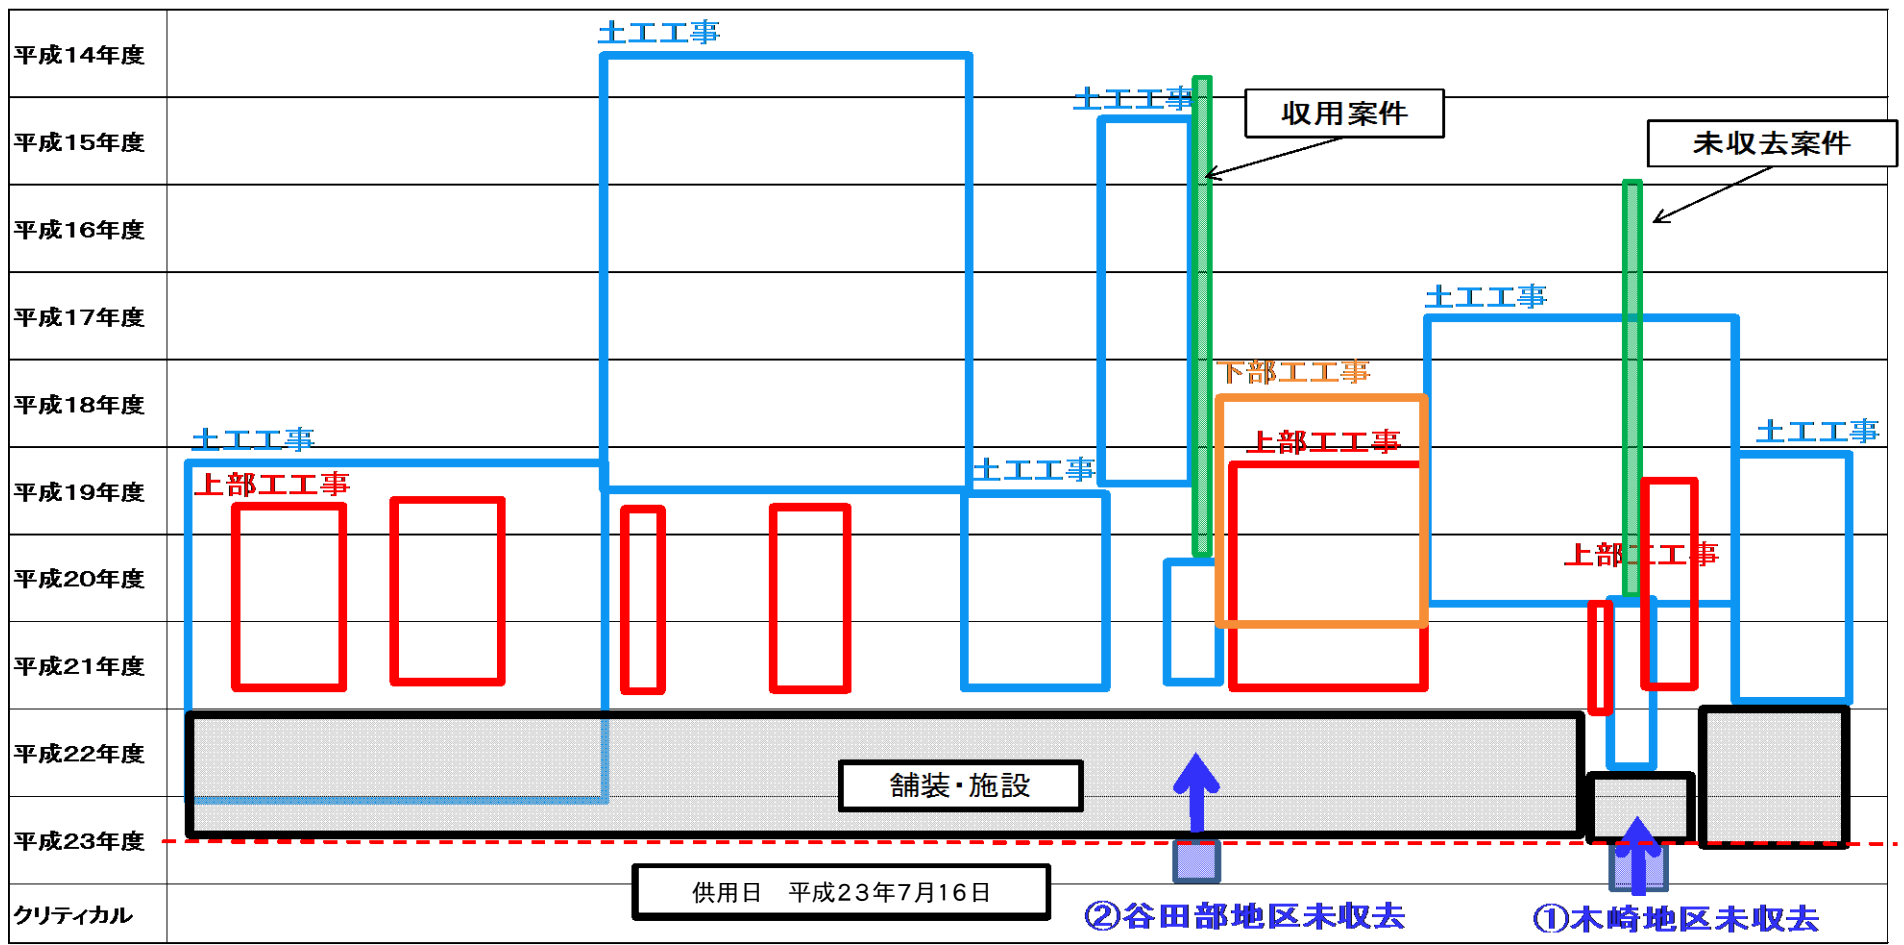 平成14年度
土工工事
土工工事
収用案件
平成15年度
未収去案件
平成16年度
平成17年度
土工工事
下部工工事
平成18年度
土工工事
上部工工事
土工工事
土工工事
上部工工事
平成19年度
上部工工事
平成20年度
平成21年度
平成22年度
舗装・施設
平成23年度
供用日 平成23年7月16日
クリティカル
②谷田部地区未収去
①木崎地区未収去